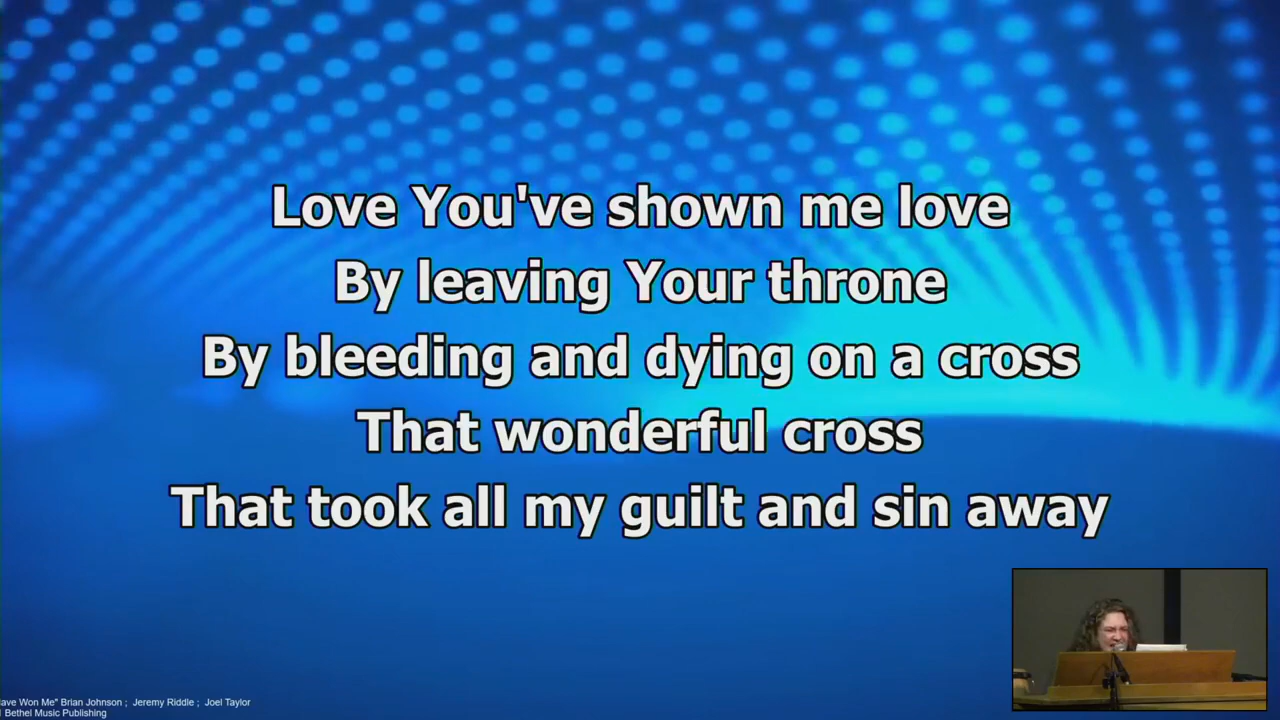 Love You've shown me love
By leaving Your throne
By bleeding and dying on a cross
That wonderful cross
That took all my guilt and sin away
ave Won Me" Brian Johnson ; Jeremy Riddle ; Joel Taylor
Bethel Music Publishing